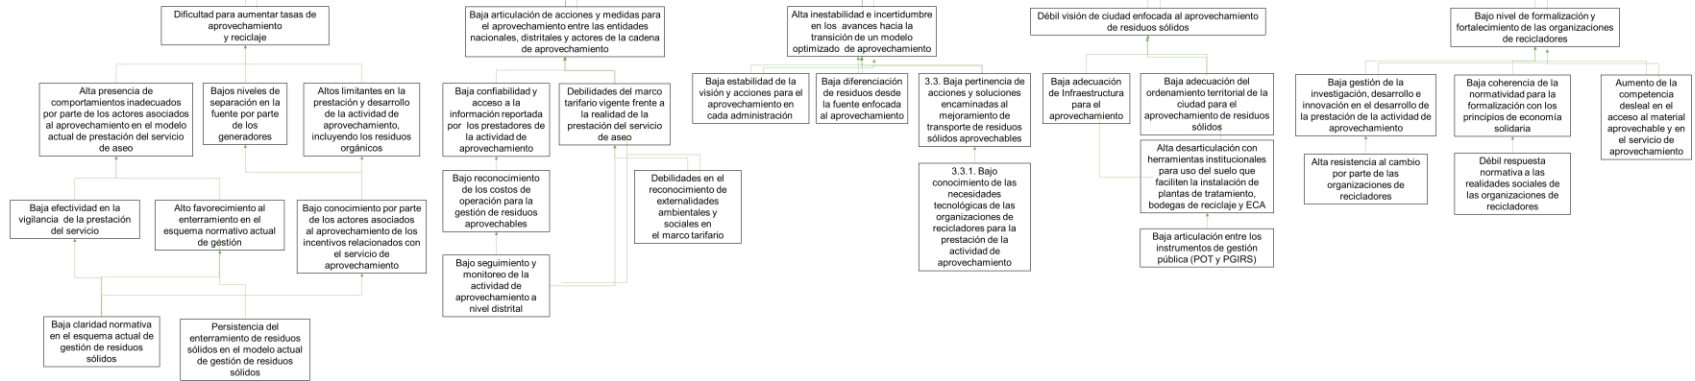 Dificultad para aumentar tasas de
aprovechamiento
y reciclaje
Alta presencia de
comportamientos inadecuados
por parte de los actores asociados
al aprovechamiento en el modelo
actual de prestación del servicio
de aseo
Bajos niveles de
separación en la
fuente por parte
de los
generadores
Altos limitantes en la
prestación y desarrollo
de la actividad de
aprovechamiento,
incluyendo los residuos
orgánicos
Baja efectividad en la
vigilancia de la prestación
del servicio
Alto favorecimiento al
enterramiento en el
esquema normativo actual
de gestión
Bajo conocimiento por parte
de los actores asociados
al aprovechamiento de los
incentivos relacionados con
el servicio de
aprovechamiento
Baja claridad normativa
en el esquema actual de
gestión de residuos
sólidos
Persistencia del
enterramiento de residuos
sólidos en el modelo actual
de gestión de residuos
sólidos
Baja articulación de acciones y medidas para
el aprovechamiento entre las entidades
nacionales, distritales y actores de la cadena
de aprovechamiento
Baja confiabilidad y
acceso a la
información reportada
por los prestadores de
la actividad de
aprovechamiento
Debilidades del marco
tarifario vigente frente a
la realidad de la
prestación del servicio
de aseo
Bajo reconocimiento
de los costos de
operación para la
gestión de residuos
aprovechables
Debilidades en el
reconocimiento de
externalidades
ambientales y
sociales en
el marco tarifario
Bajo seguimiento y
monitoreo de la
actividad de
aprovechamiento a
nivel distrital
Alta inestabilidad e incertidumbre
en los avances hacia la
transición de un modelo
optimizado de aprovechamiento
Baja estabilidad de la
visión y acciones para el
aprovechamiento en
cada administración
Baja diferenciación
de residuos desde
la fuente enfocada
al aprovechamiento
3.3. Baja pertinencia de
acciones y soluciones
encaminadas al
mejoramiento de
transporte de residuos
sólidos aprovechables
3.3.1. Bajo
conocimiento de las
necesidades
tecnológicas de las
organizaciones de
recicladores para la
prestación de la
actividad de
aprovechamiento
Débil visión de ciudad enfocada al aprovechamiento
de residuos sólidos
Baja adecuación
de Infraestructura
para el
aprovechamiento
Baja adecuación del
ordenamiento territorial de la
ciudad para el
aprovechamiento de residuos
sólidos
Alta desarticulación con
herramientas institucionales
para uso del suelo que
faciliten la instalación de
plantas de tratamiento,
bodegas de reciclaje y ECA
Baja articulación entre los
instrumentos de gestión
pública (POT y PGIRS)
Bajo nivel de formalización y
fortalecimiento de las organizaciones
de recicladores
Baja gestión de la
investigación, desarrollo e
innovación en el desarrollo de
la prestación de la actividad de
aprovechamiento
Baja coherencia de la
normatividad para la
formalización con los
principios de economía
solidaria
Aumento de la
competencia
desleal en el
acceso al material
aprovechable y en
el servicio de
aprovechamiento
Alta resistencia al cambio
por parte de las
organizaciones de
recicladores
Débil respuesta
normativa a las
realidades sociales de
las organizaciones de
recicladores